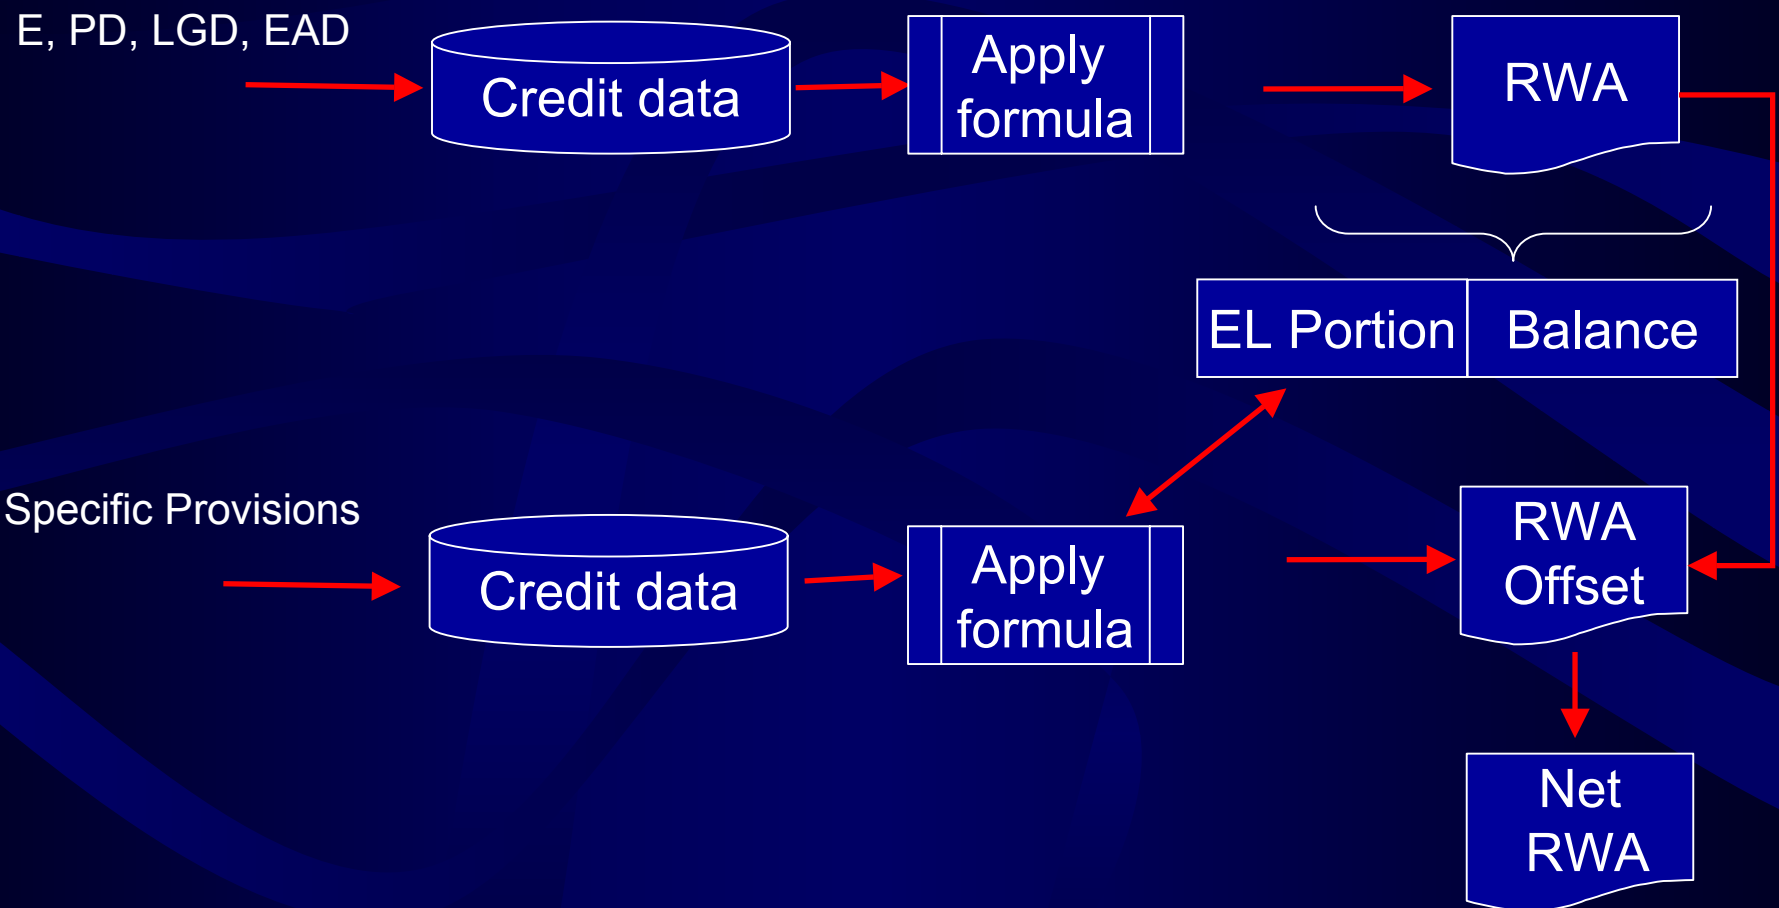 E, PD, LGD, EAD
Credit data
Apply
formula
RWA
EL Portion
Balance
Specific Provisions
Credit data
Apply
formula
RWA
Offset
Net
RWA